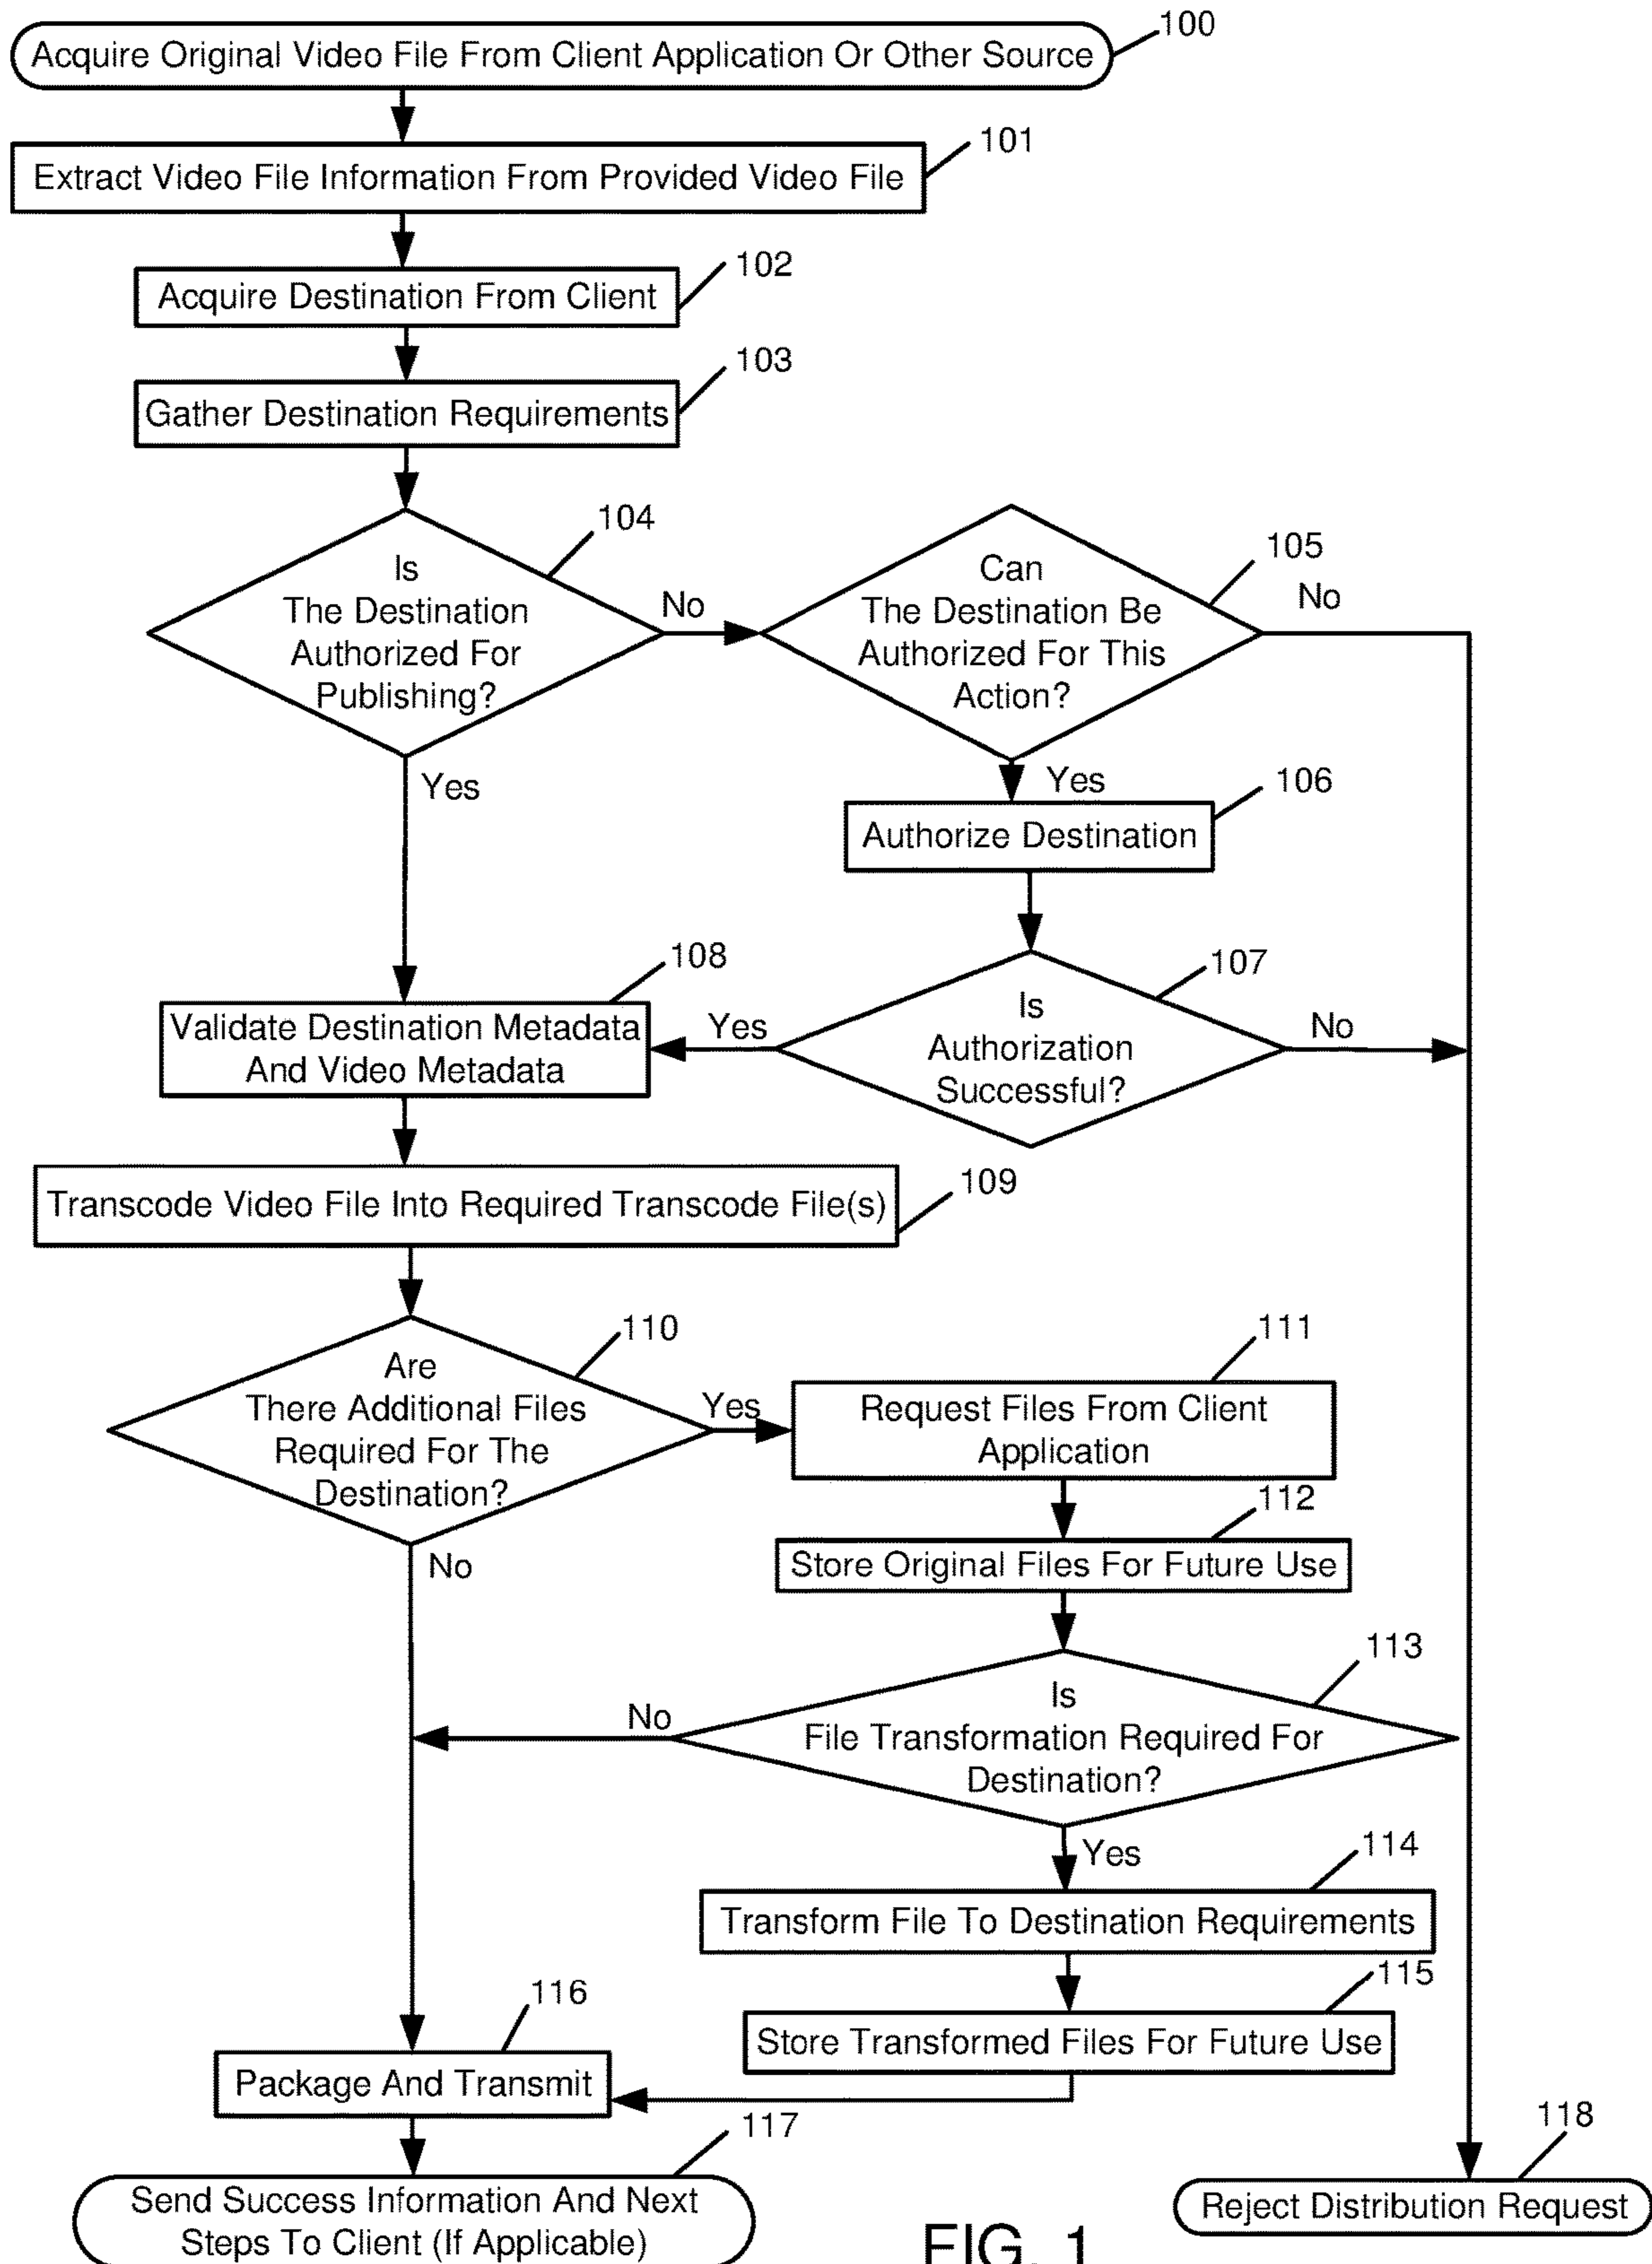 100
Acquire Original Video File From Client Application Or Other Source
101
Extract Video File Information From Provided Video File
102
Acquire Destination From Client
103
Gather Destination Requirements
104
Is
The Destination
Authorized For
Publishing?
No
Yes
105
Can
The Destination Be
Authorized For This
Action?
No
Yes
106
Authorize Destination
107
Is
Authorization
Successful?
Yes
No
108
Validate Destination Metadata
And Video Metadata
109
Transcode Video File Into Required Transcode File(s)
110
Are
There Additional Files
Required For The
Destination?
Yes
No
111
Request Files From Client
Application
112
Store Original Files For Future Use
113
Is
File Transformation Required For
Destination?
No
Yes
114
Transform File To Destination Requirements
115
Store Transformed Files For Future Use
116
Package And Transmit
117
Send Success Information And Next
Steps To Client (If Applicable)
118
Reject Distribution Request
FIG. 1